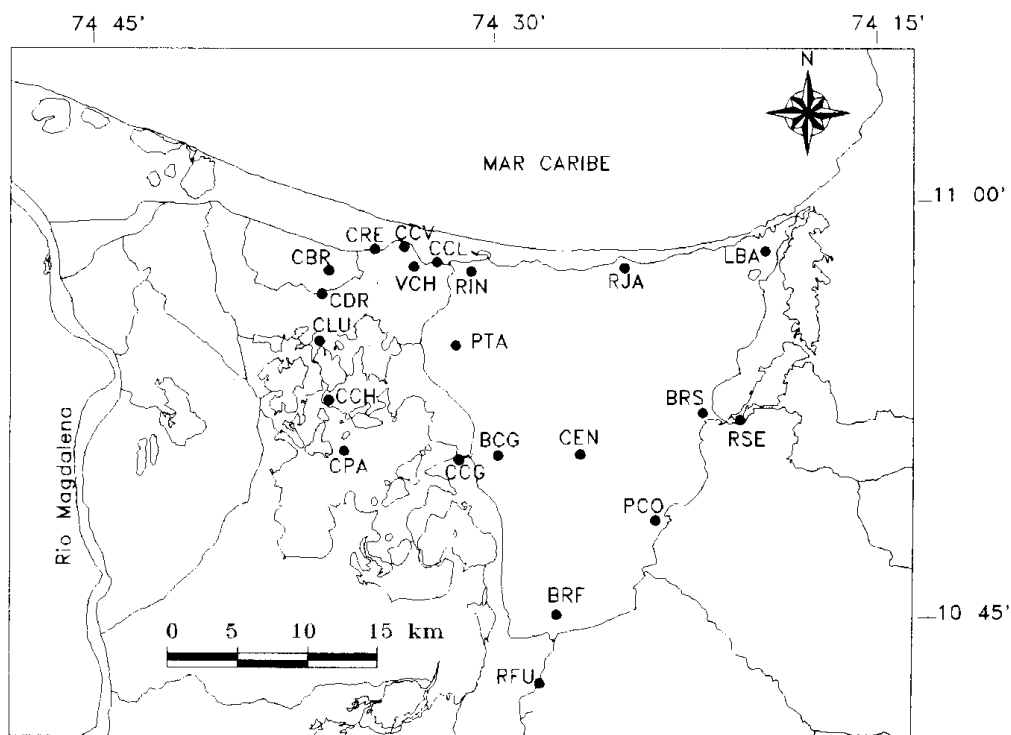 74 45' 74 30' 74 15'
N
MAR CARIBE
11 00'
CRE CCV
CBR CCL LBA
VCH RIN RJA
CDR
CLU
PTA
CCH
BRS
RSE
BCG CEN
CPA CCG
PCO
Rio Magdalena
BRF
10 45'
0 5 10 15 km
RFU